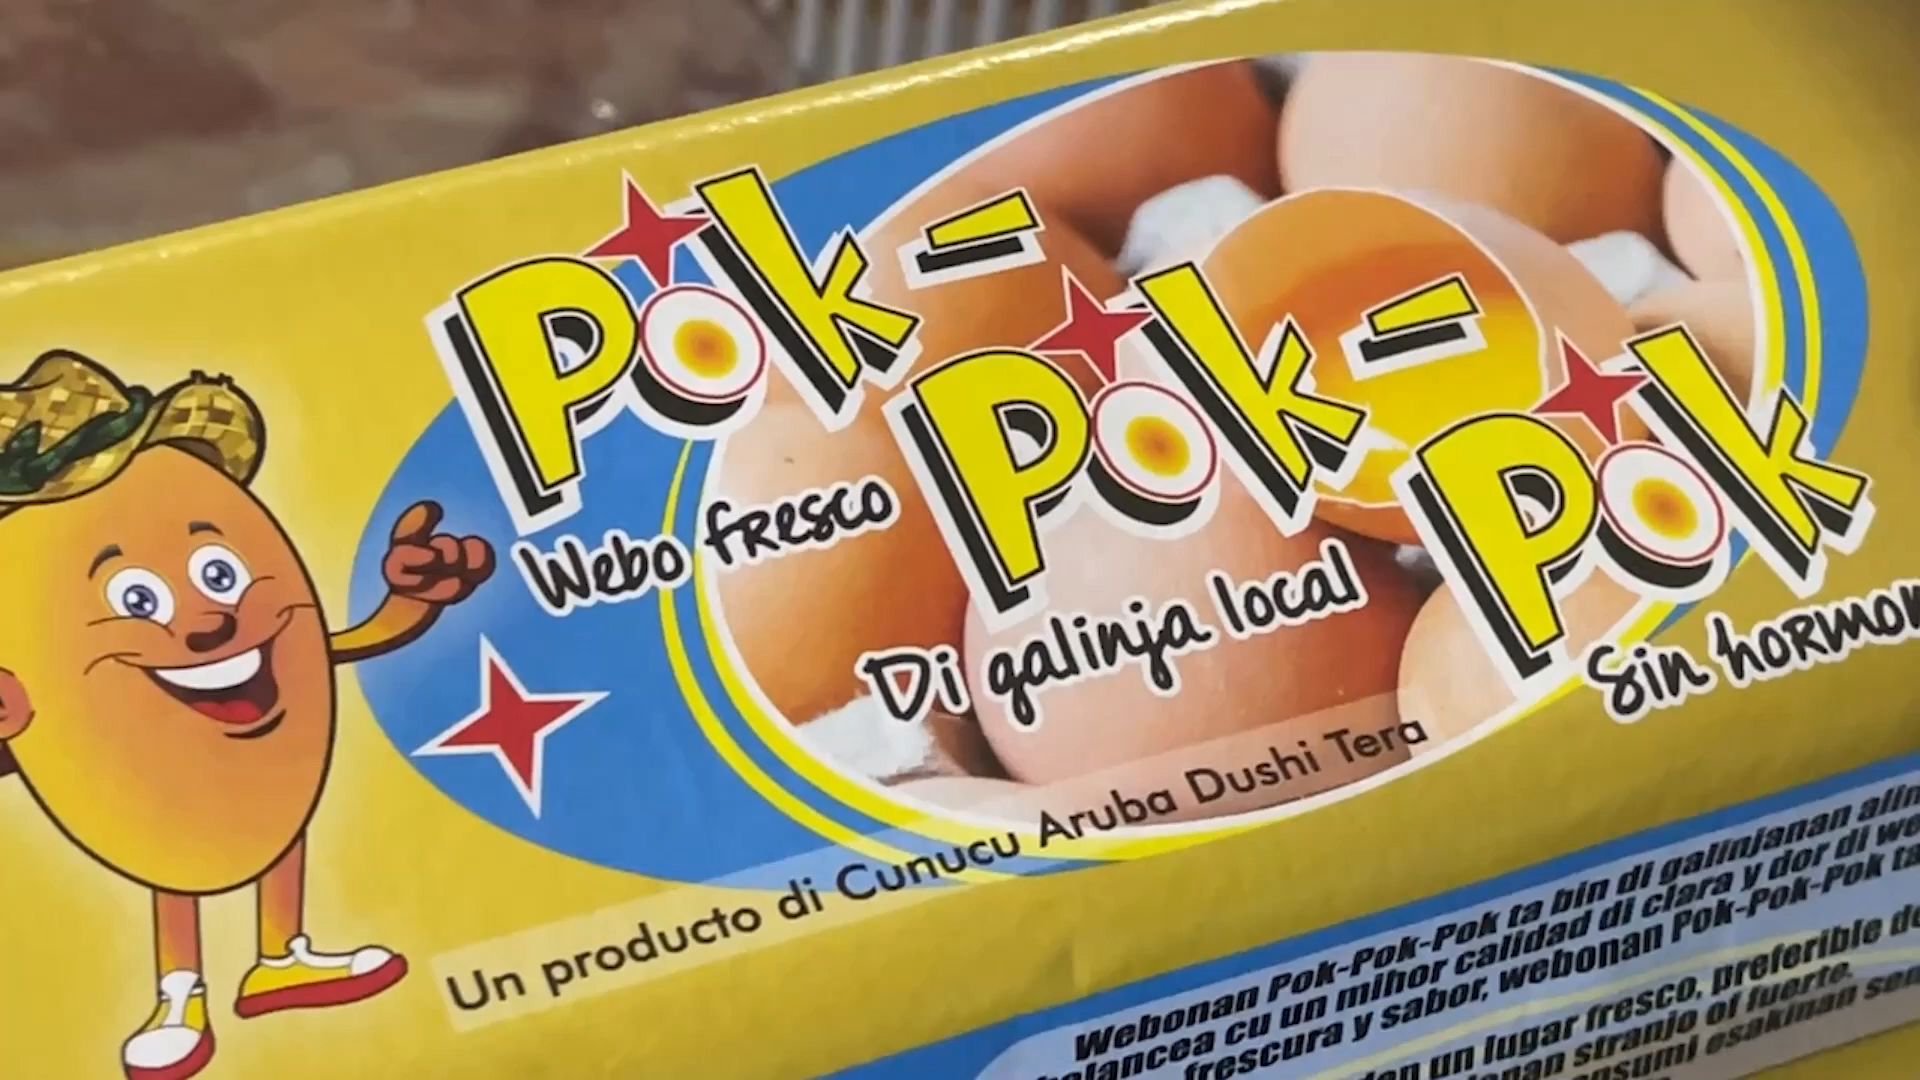 Pok-Pok-Pok
Webo fresco
Di galinja local
Sin
Un producto di Cunucu Aruba Dushi Tera
Webonan Pok-Pok-Pok ta bin di galinjanan
cu un mihor calidad di clara y dor di
frescura y sabor, webonan Pok-Pok-Pok ta
un lugar fresco, preferible
stranjo of fuerte.
esakinan